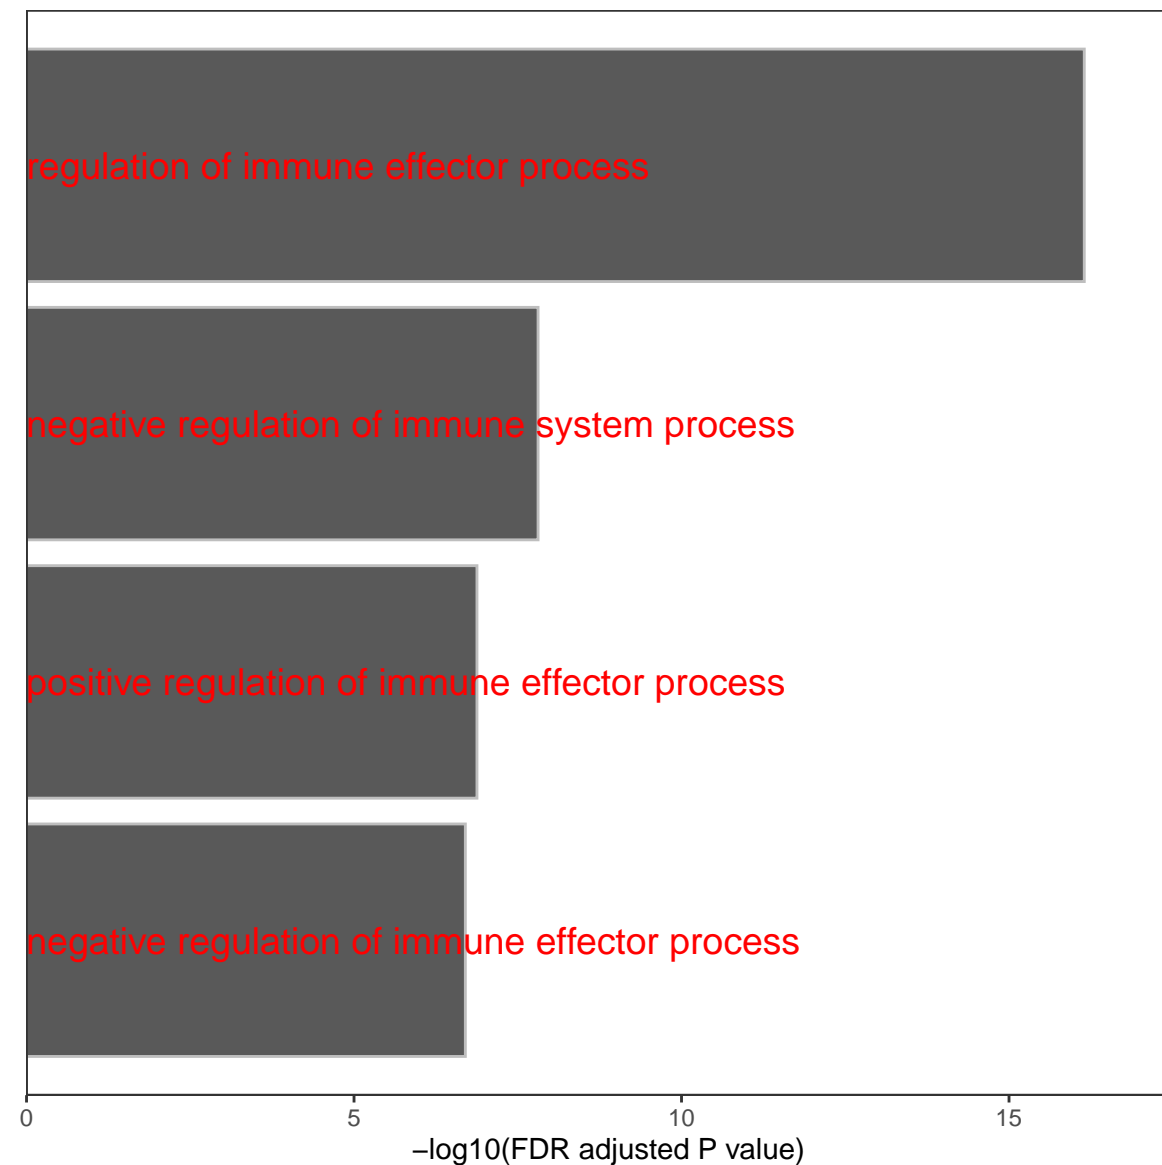 regulation of immune effector process
negative regulation of immune system process
positive regulation of immune effector process
negative regulation of immune effector process
0 5 10 15
−log10(FDR adjusted P value)